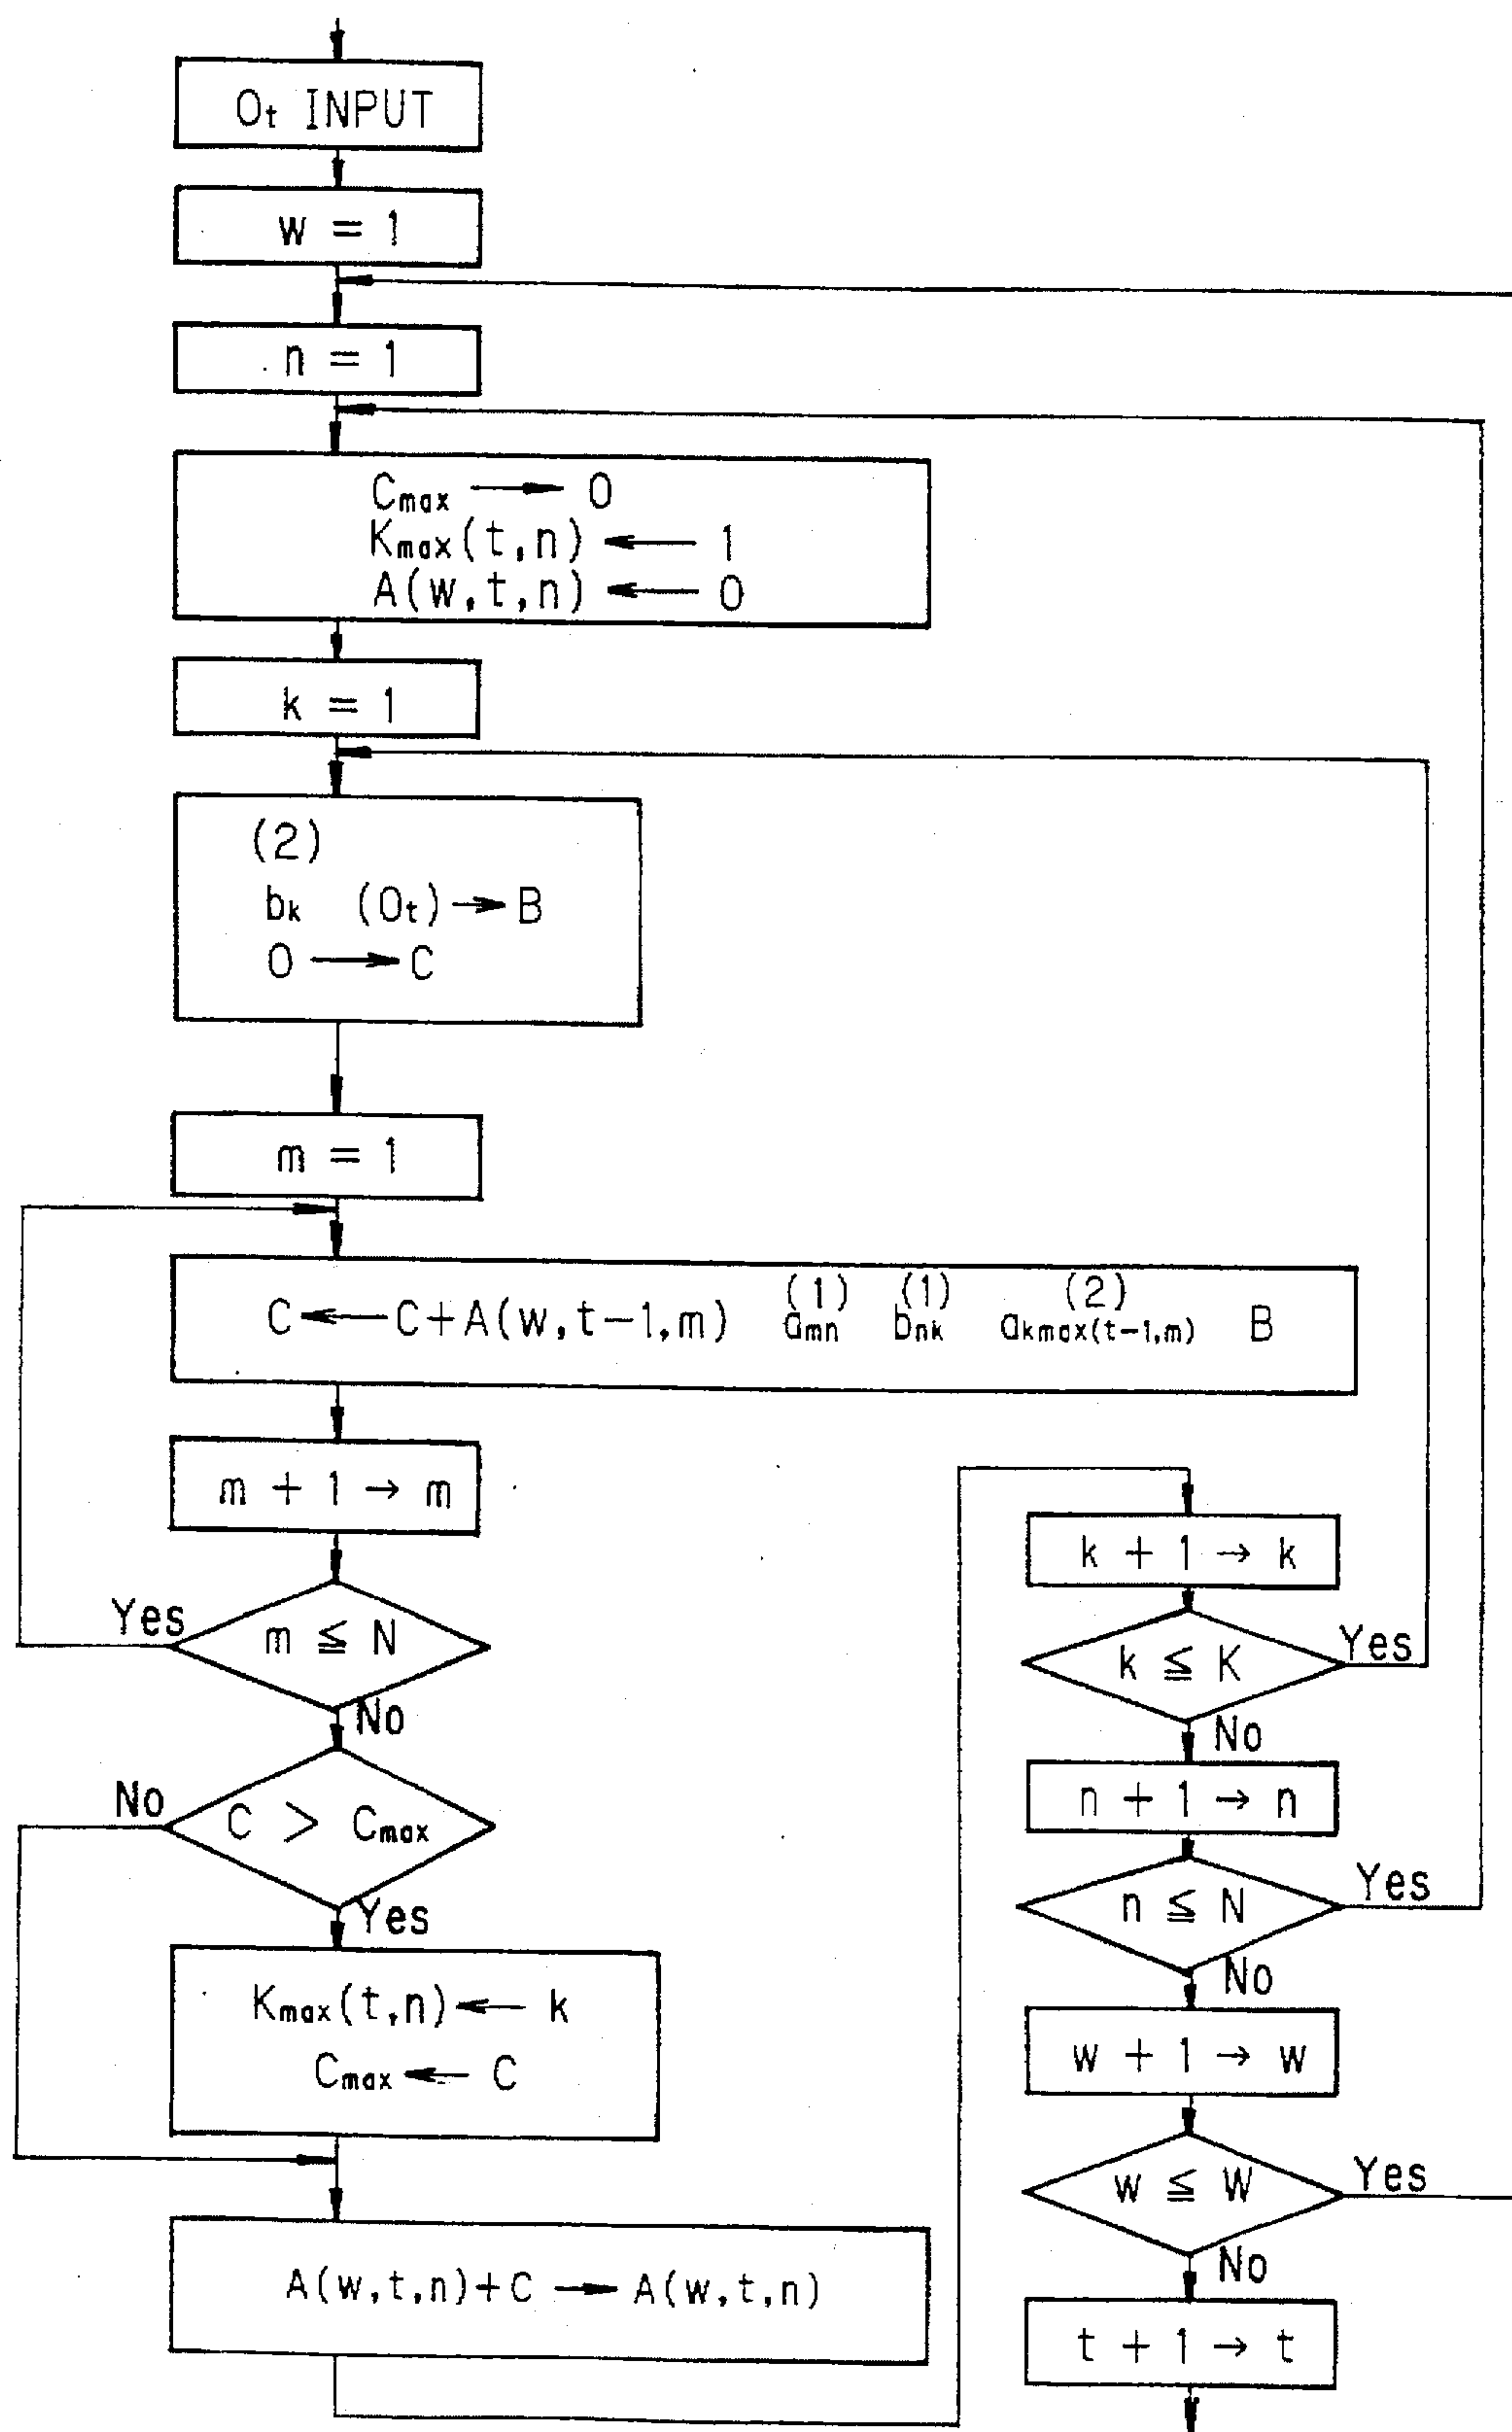 Ot INPUT
w = 1
n = 1
Cmax → 0
Kmax(t,n) ← 1
A(w,t,n) ← 0
k = 1
(2)
bk (Ot) → B
0 → C
m = 1
(1) (1) (2)
C ← C+A(w,t-1,m) amn bnk akmax(t-1,m) B
m + 1 → m
Yes
m ≦ N
No
No
C > Cmax
Yes
Kmax(t,n) ← k
Cmax ← C
A(w,t,n)+C → A(w,t,n)
k + 1 → k
k ≦ K
Yes
No
n + 1 → n
n ≦ N
Yes
No
w + 1 → w
w ≦ W
Yes
No
t + 1 → t